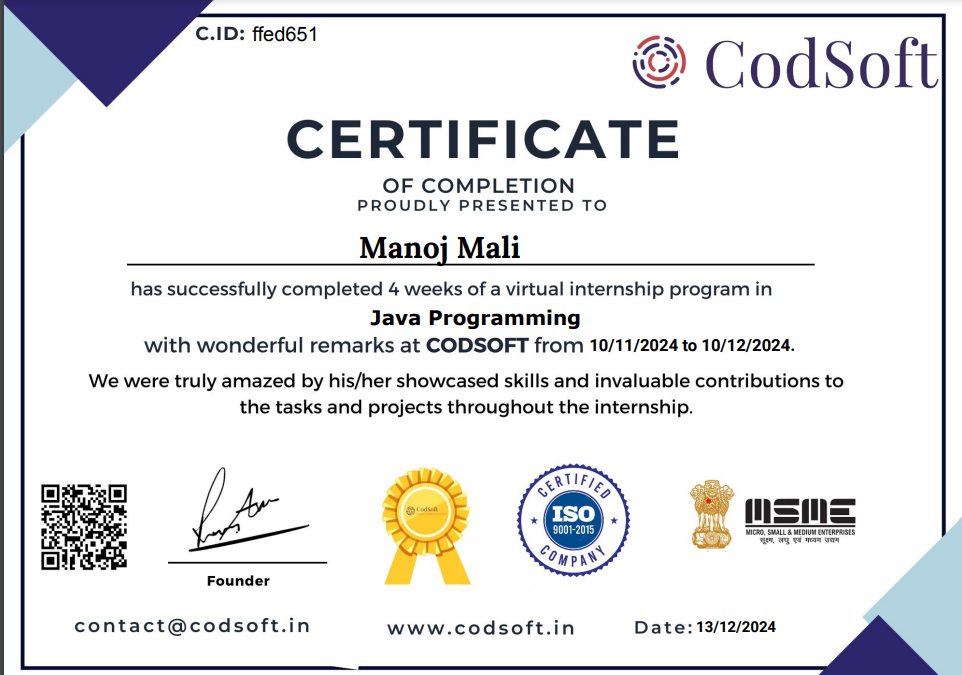 C.ID: ffed651
CodSoft
CERTIFICATE
OF COMPLETION
PROUDLY PRESENTED TO
Manoj Mali
has successfully completed 4 weeks of a virtual internship program in
Java Programming
with wonderful remarks at CODSOFT from 10/11/2024 to 10/12/2024.
We were truly amazed by his/her showcased skills and invaluable contributions to
the tasks and projects throughout the internship.
Founder
CodSoft
CERTIFIED
ISO
9001-2015
COMPANY
MSME
MICRO, SMALL & MEDIUM ENTERPRISES
सूक्ष्म, लघु एवं मध्यम उद्यम
contact@codsoft.in
www.codsoft.in
Date: 13/12/2024